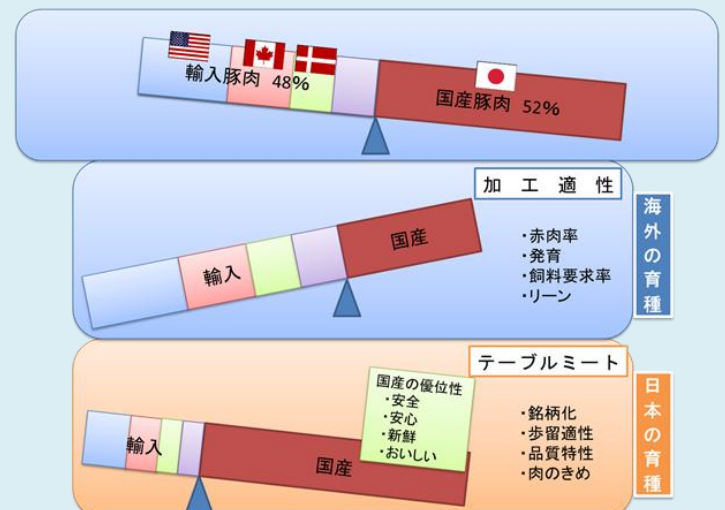 輸入豚肉 48%
国産豚肉 52%
加工適性
・赤肉率
・発育
・飼料要求率
・リーン
輸入
国産
海外の育種
テーブルミート
国産の優位性
・安全
・安心
・新鮮
・おいしい
・銘柄化
・歩留適性
・品質特性
・肉のきめ
輸入
国産
日本の育種